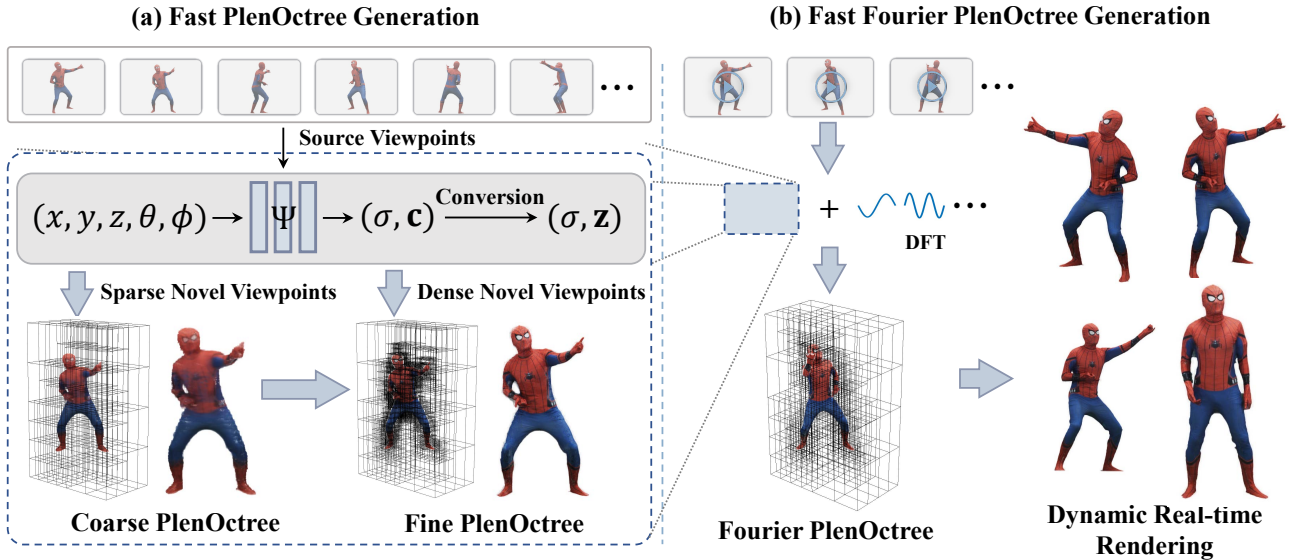 (a) Fast PlenOctree Generation
...
Source Viewpoints
(x, y, z, θ, ϕ) → Ψ → (σ, c) Conversion (σ, z)
Sparse Novel Viewpoints
Dense Novel Viewpoints
Coarse PlenOctree
Fine PlenOctree
(b) Fast Fourier PlenOctree Generation
...
+ ...
DFT
Fourier PlenOctree
Dynamic Real-time
Rendering